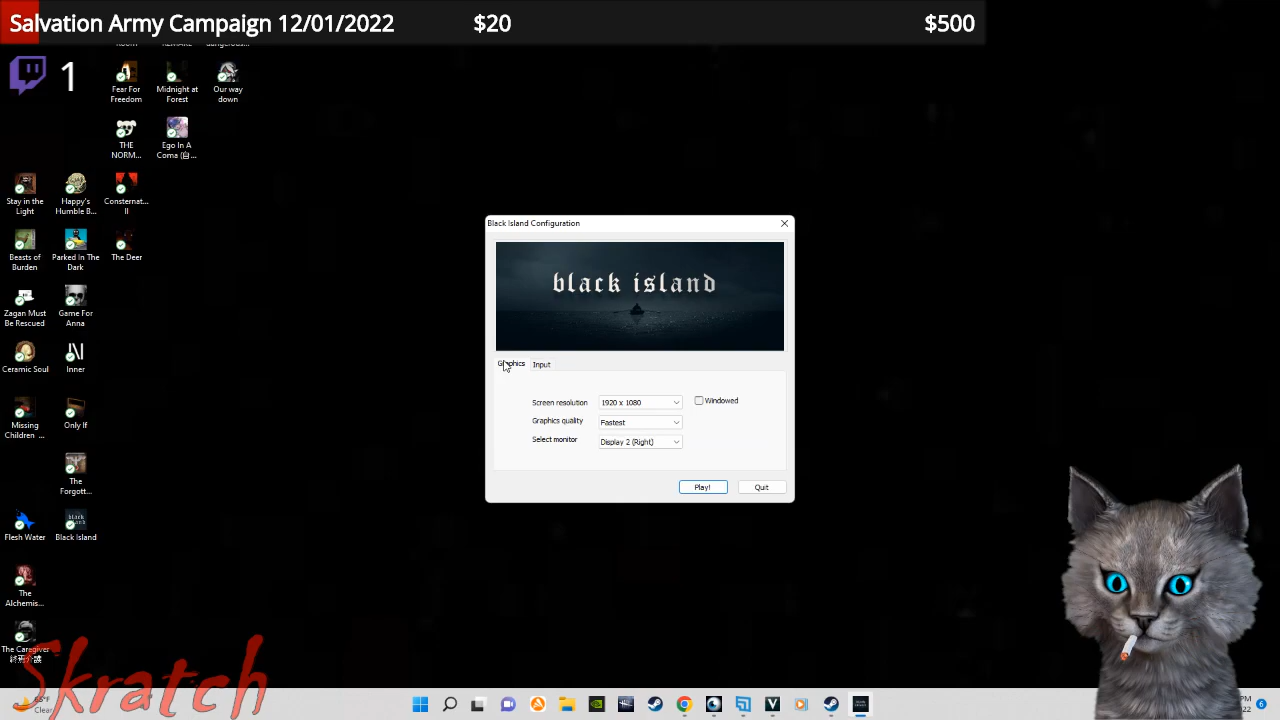 Salvation Army Campaign 12/01/2022 $20 $500
1
Fear For Freedom
Midnight at Forest
Our way down
THE NORM...
Ego In A Coma (自...
Stay in the Light
Happy's Humble B...
Consternat... II
Beasts of Burden
Parked In The Dark
The Deer
Zagan Must Be Rescued
Game For Anna
Ceramic Soul
Inner
Missing Children ...
Only If
The Forgott...
Flesh Water
Black Island
The Alchemis...
The Caregiver
Skratch
Clear
Black Island Configuration
black island
Graphics Input
Screen resolution 1920 x 1080 Windowed
Graphics quality Fastest
Select monitor Display 2 (Right)
Play! Quit
6